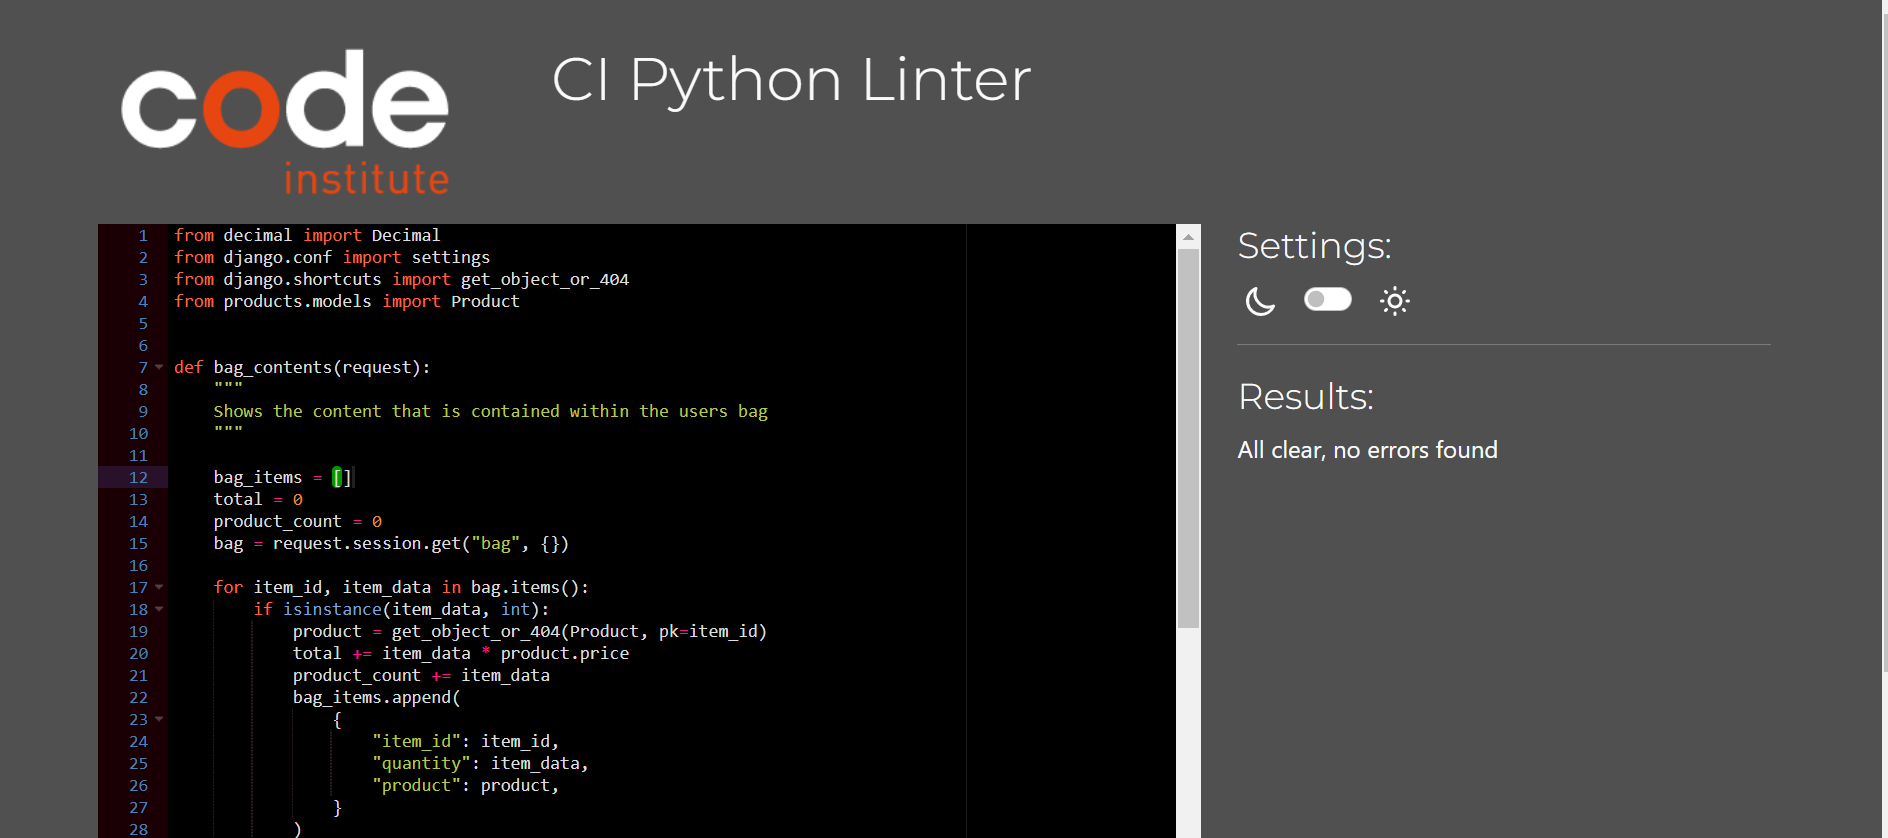 code
institute
CI Python Linter
1 from decimal import Decimal
2 from django.conf import settings
3 from django.shortcuts import get_object_or_404
4 from products.models import Product
5
6
7 def bag_contents(request):
8     """
9     Shows the content that is contained within the users bag
10     """
11
12     bag_items = []
13     total = 0
14     product_count = 0
15     bag = request.session.get("bag", {})
16
17     for item_id, item_data in bag.items():
18         if isinstance(item_data, int):
19             product = get_object_or_404(Product, pk=item_id)
20             total += item_data * product.price
21             product_count += item_data
22             bag_items.append(
23                 {
24                     "item_id": item_id,
25                     "quantity": item_data,
26                     "product": product,
27                 }
28             )
Settings:
Results:
All clear, no errors found